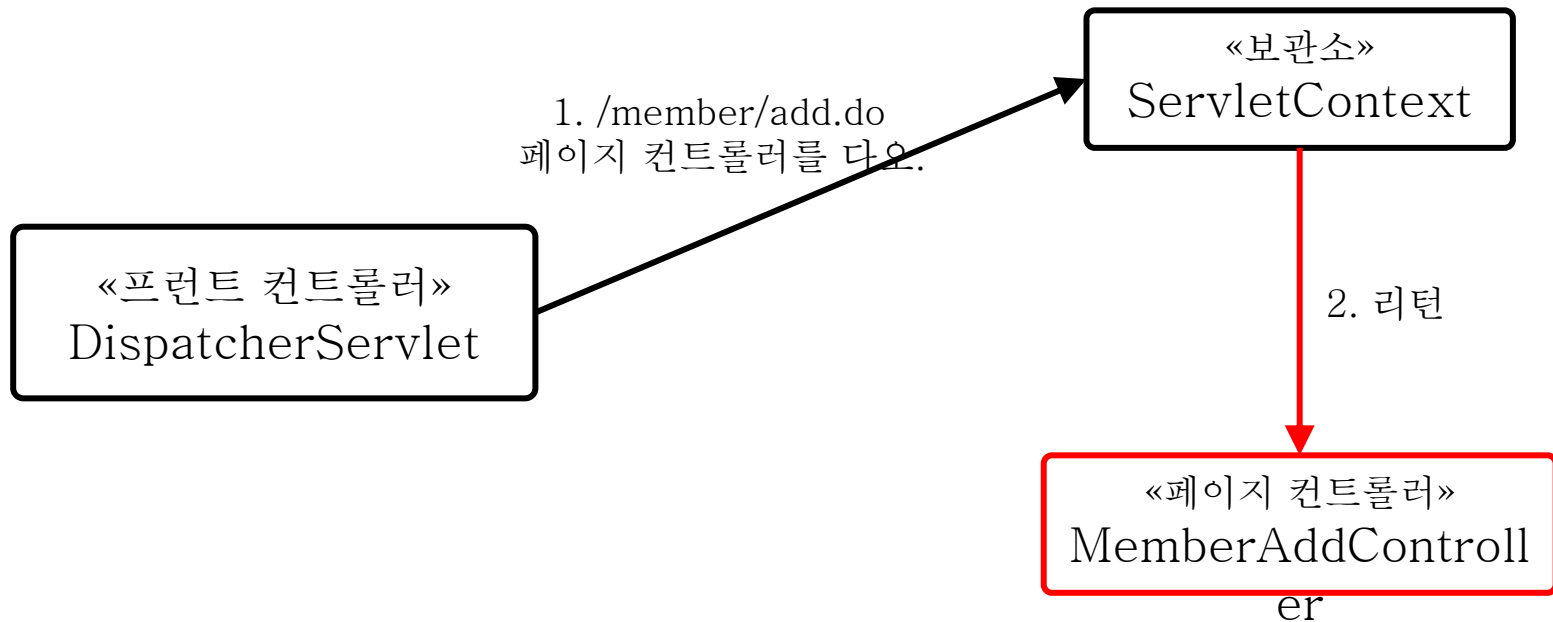 «보관소»
ServletContext
1. /member/add.do
페이지 컨트롤러를 다오.
«프런트 컨트롤러»
DispatcherServlet
2. 리턴
«페이지 컨트롤러»
MemberAddControll
er